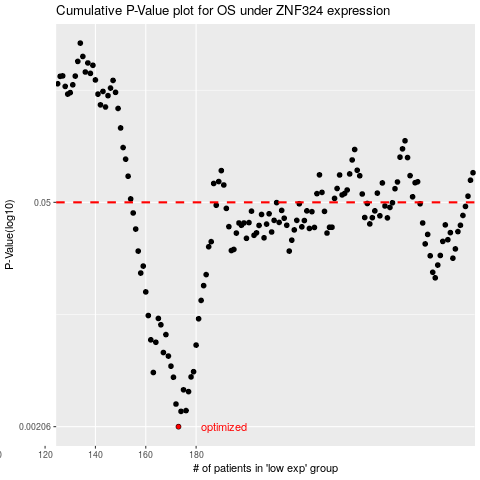 Cumulative P-Value plot for OS under ZNF324 expression
P-Value(log10)
0.05
0.00206
optimized
0 120 140 160 180
# of patients in 'low exp' group